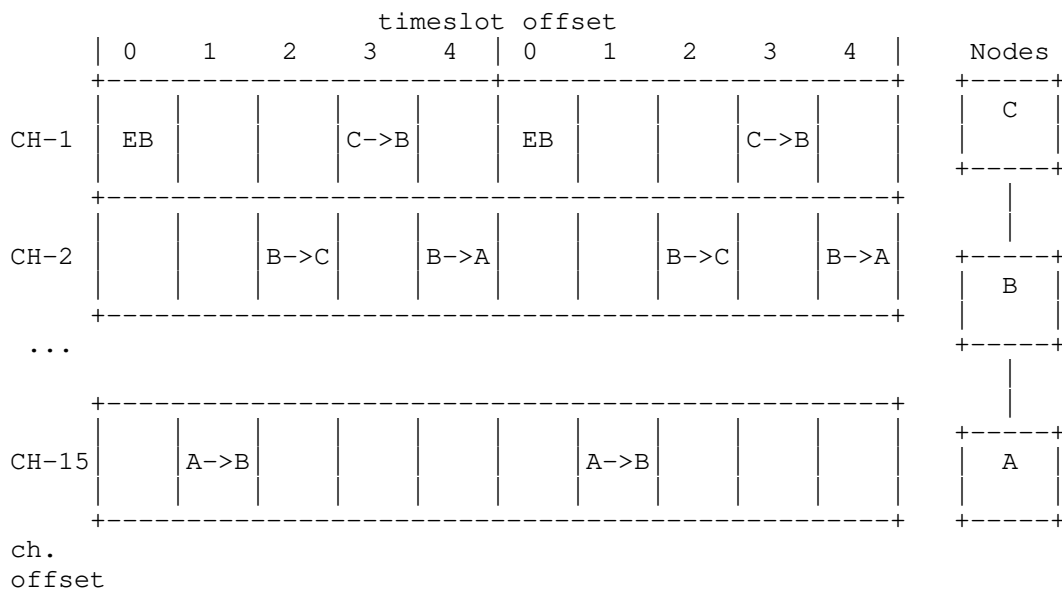 timeslot offset
0 1 2 3 4 0 1 2 3 4 Nodes
C
CH-1 EB C->B EB C->B
CH-2 B->C B->A B->C B->A
B
...
CH-15 A->B A->B A
ch.
offset